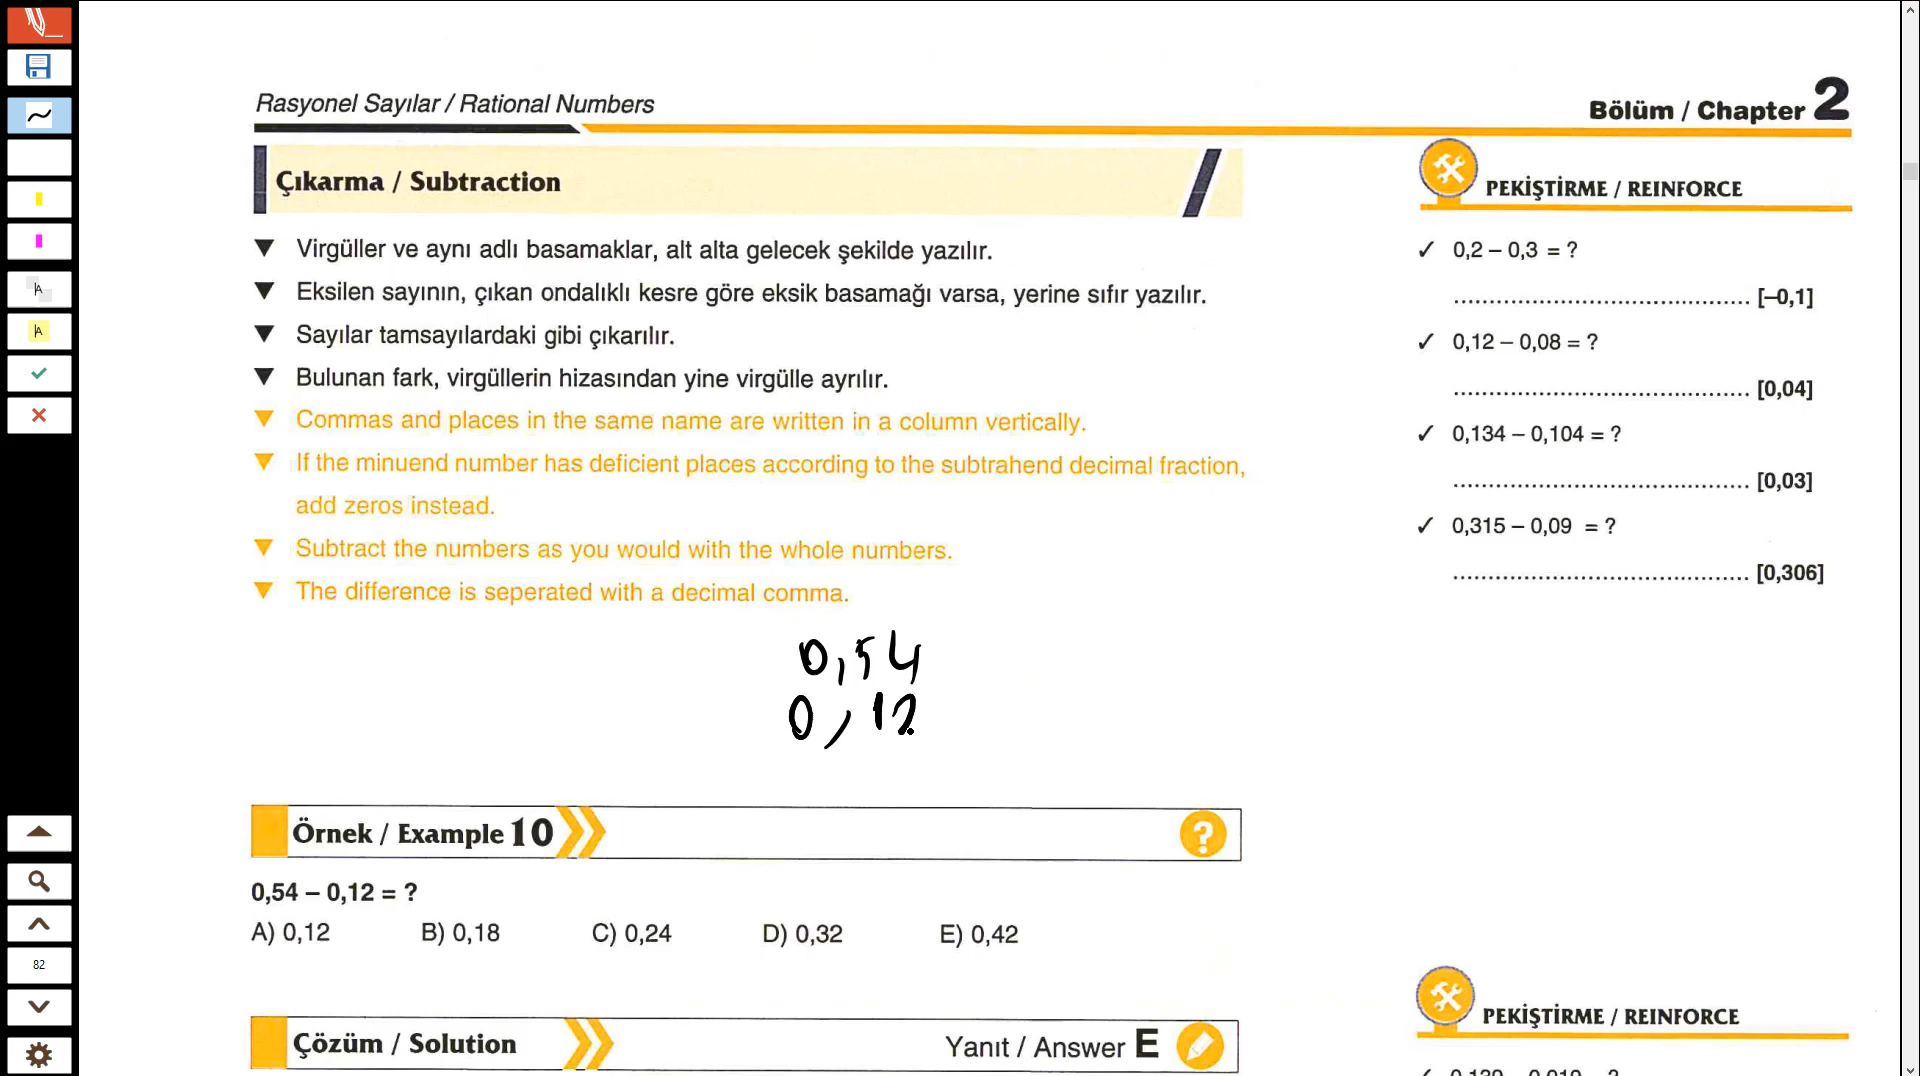 Rasyonel Sayılar / Rational Numbers
Bölüm / Chapter 2
Çıkarma / Subtraction
▼ Virgüller ve aynı adlı basamaklar, alt alta gelecek şekilde yazılır.
▼ Eksilen sayının, çıkan ondalıklı kesre göre eksik basamağı varsa, yerine sıfır yazılır.
▼ Sayılar tamsayılardaki gibi çıkarılır.
▼ Bulunan fark, virgüllerin hizasından yine virgülle ayrılır.
▼ Commas and places in the same name are written in a column vertically.
▼ If the minuend number has deficient places according to the subtrahend decimal fraction,
add zeros instead.
▼ Subtract the numbers as you would with the whole numbers.
▼ The difference is seperated with a decimal comma.
0,54
0,12
Örnek / Example 10
?
0,54 – 0,12 = ?
A) 0,12 B) 0,18 C) 0,24 D) 0,32 E) 0,42
Çözüm / Solution
Yanıt / Answer E
PEKİŞTİRME / REINFORCE
✓ 0,2 – 0,3 = ?
.......................................... [–0,1]
✓ 0,12 – 0,08 = ?
.......................................... [0,04]
✓ 0,134 – 0,104 = ?
.......................................... [0,03]
✓ 0,315 – 0,09 = ?
.......................................... [0,306]
PEKİŞTİRME / REINFORCE
A
A
82